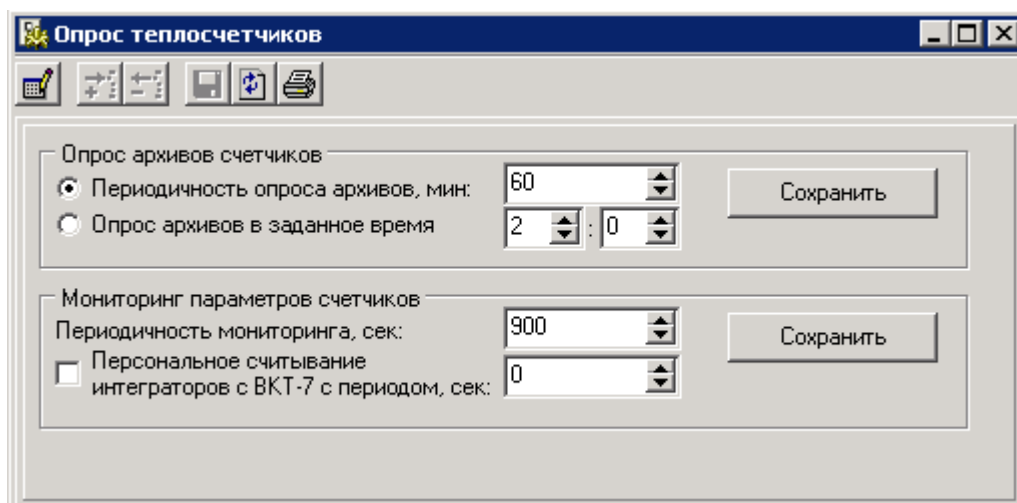 Опрос теплосчетчиков
Опрос архивов счетчиков
Периодичность опроса архивов, мин: 60 Сохранить
Опрос архивов в заданное время 2 : 0
Мониторинг параметров счетчиков
Периодичность мониторинга, сек: 900 Сохранить
Персональное считывание
интеграторов с ВКТ-7 с периодом, сек: 0